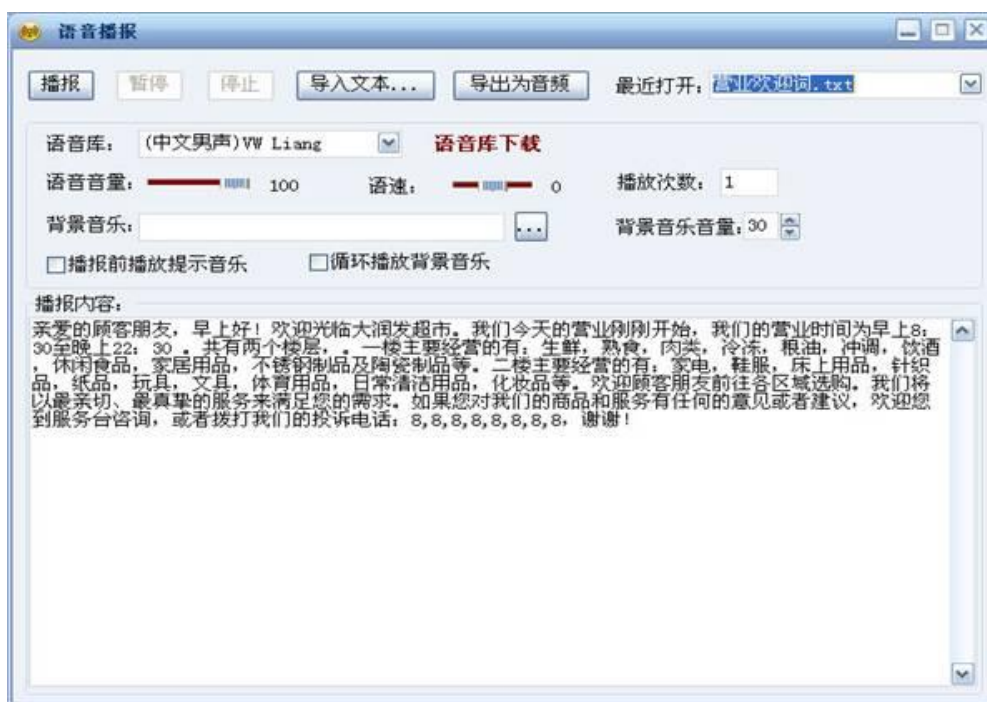 语音播报
播报 暂停 停止 导入文本... 导出为音频 最近打开: 营业欢迎词.txt
语音库: (中文男声)VW Liang 语音库下载
语音音量: 100 语速: 0 播放次数: 1
背景音乐: ... 背景音乐音量: 30
播报前播放提示音乐 循环播放背景音乐
播报内容:
亲爱的顾客朋友，早上好！欢迎光临大润发超市。我们今天的营业刚刚开始，我们的营业时间为早上8：
30至晚上22：30 。共有两个楼层，。一楼主要经营的有：生鲜，熟食，肉类，冷冻，粮油，冲调，饮酒
，休闲食品，家居用品，不锈钢制品及陶瓷制品等。二楼主要经营的有：家电，鞋服，床上用品，针织
品，纸品，玩具，文具，体育用品，日常清洁用品，化妆品等。欢迎顾客朋友前往各区域选购。我们将
以最亲切、最真挚的服务来满足您的需求。如果您对我们的商品和服务有任何的意见或者建议，欢迎您
到服务台咨询，或者拨打我们的投诉电话：8,8,8,8,8,8,8,8，谢谢！